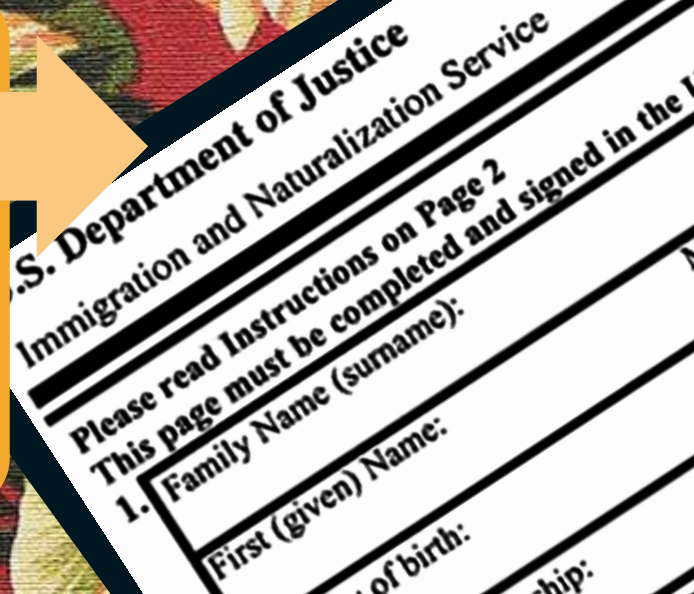 .S. Department of Justice
Immigration and Naturalization Service
Please read Instructions on Page 2
This page must be completed and signed in the
1.
Family Name (surname):
First (given) Name:
of birth:
ship: